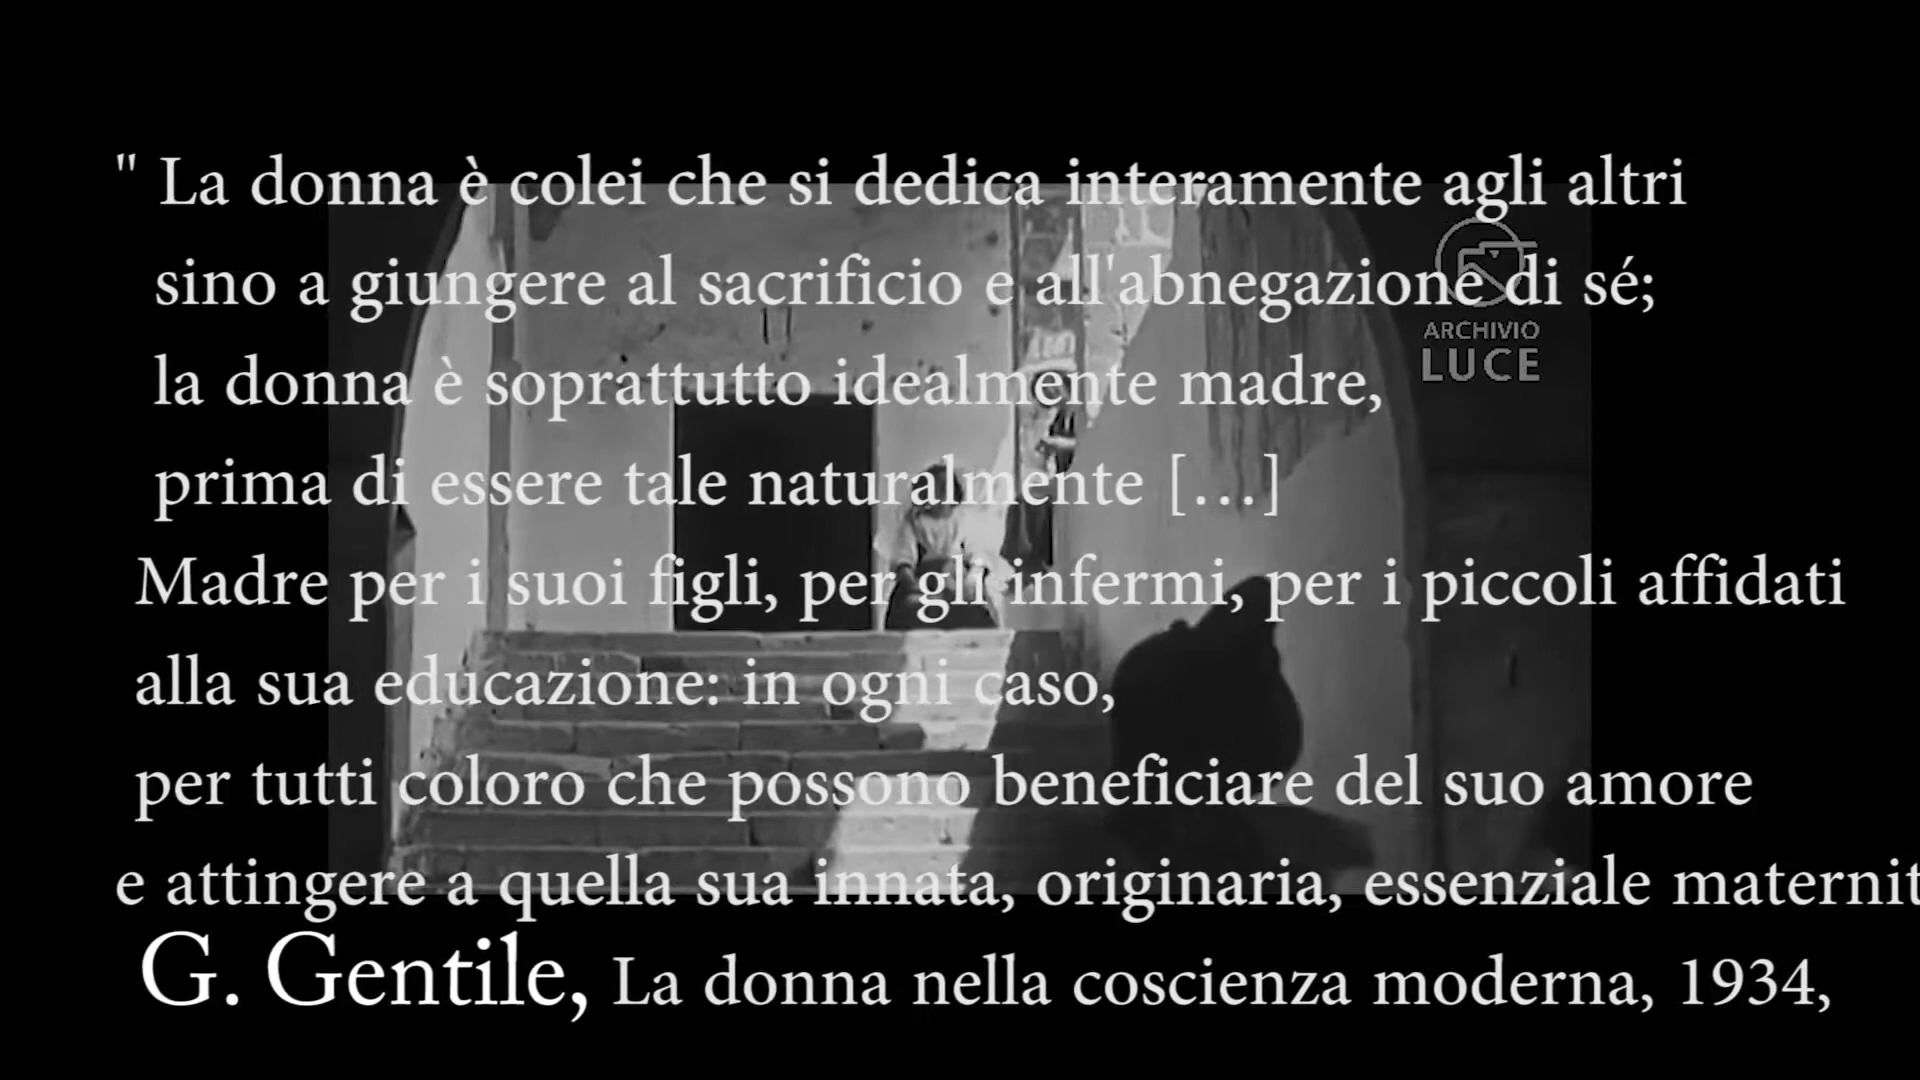 " La donna è colei che si dedica interamente agli altri
sino a giungere al sacrificio e all'abnegazione di sé;
la donna è soprattutto idealmente madre,
prima di essere tale naturalmente [...]
Madre per i suoi figli, per gli infermi, per i piccoli affidati
alla sua educazione: in ogni caso,
per tutti coloro che possono beneficiare del suo amore
e attingere a quella sua innata, originaria, essenziale maternit
G. Gentile, La donna nella coscienza moderna, 1934,
ARCHIVIO
LUCE